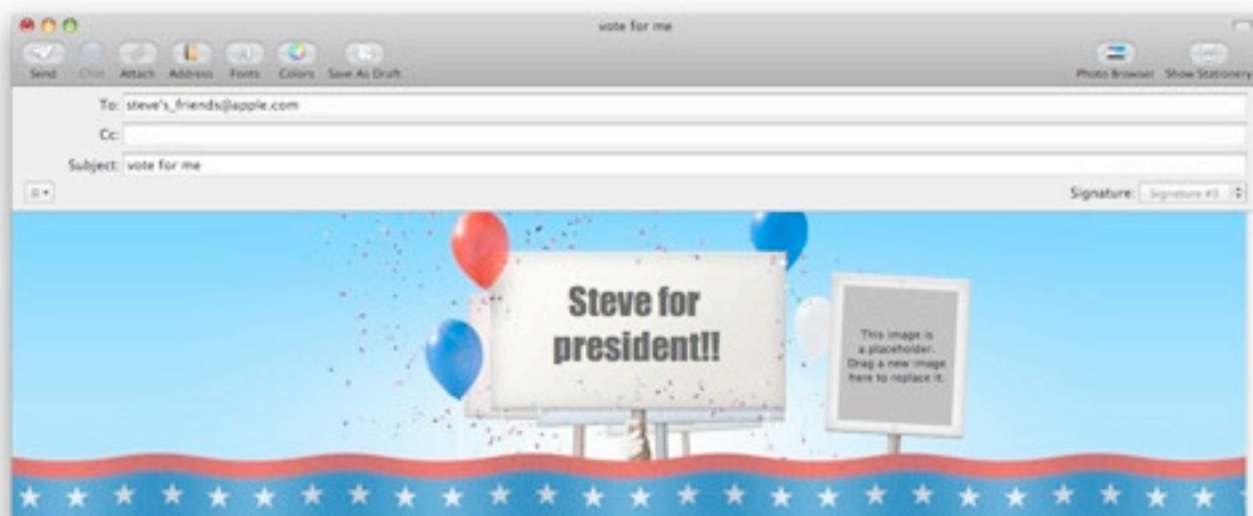 vote for me
Send Chat Attach Address Fonts Colors Save As Draft Photo Browser Show Stationery
To: steve's_friends@apple.com
Cc:
Subject: vote for me
Signature: Signature #3
Steve for
president!!
This image is
a placeholder.
Drag a new image
here to replace it.